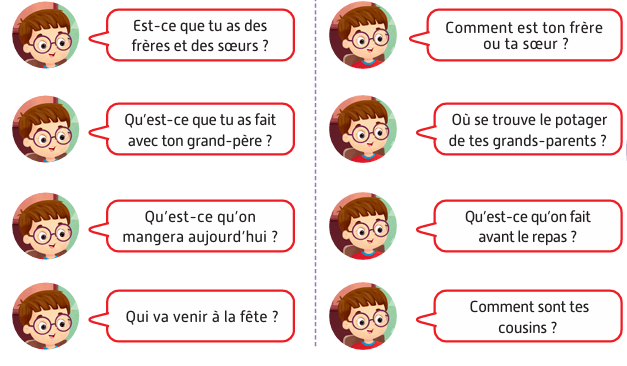 Est-ce que tu as des
frères et des sœurs ?
Qu'est-ce que tu as fait
avec ton grand-père ?
Qu'est-ce qu'on
mangera aujourd'hui ?
Qui va venir à la fête ?
Comment est ton frère
ou ta sœur ?
Où se trouve le potager
de tes grands-parents ?
Qu'est-ce qu'on fait
avant le repas ?
Comment sont tes
cousins ?